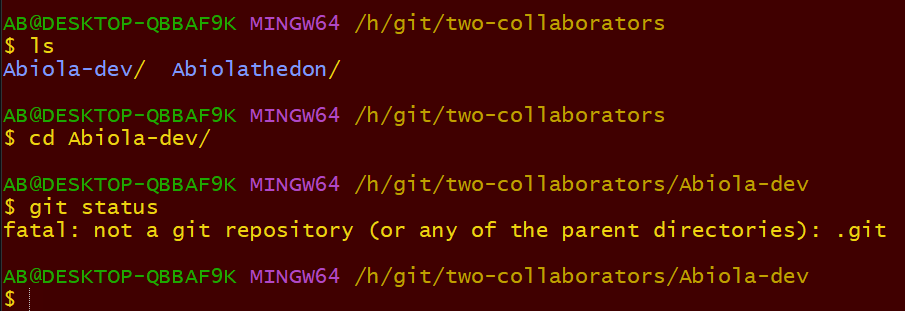 AB@DESKTOP-QBBAF9K MINGW64 /h/git/two-collaborators
$ ls
Abiola-dev/  Abiolathedon/
AB@DESKTOP-QBBAF9K MINGW64 /h/git/two-collaborators
$ cd Abiola-dev/
AB@DESKTOP-QBBAF9K MINGW64 /h/git/two-collaborators/Abiola-dev
$ git status
fatal: not a git repository (or any of the parent directories): .git
AB@DESKTOP-QBBAF9K MINGW64 /h/git/two-collaborators/Abiola-dev
$